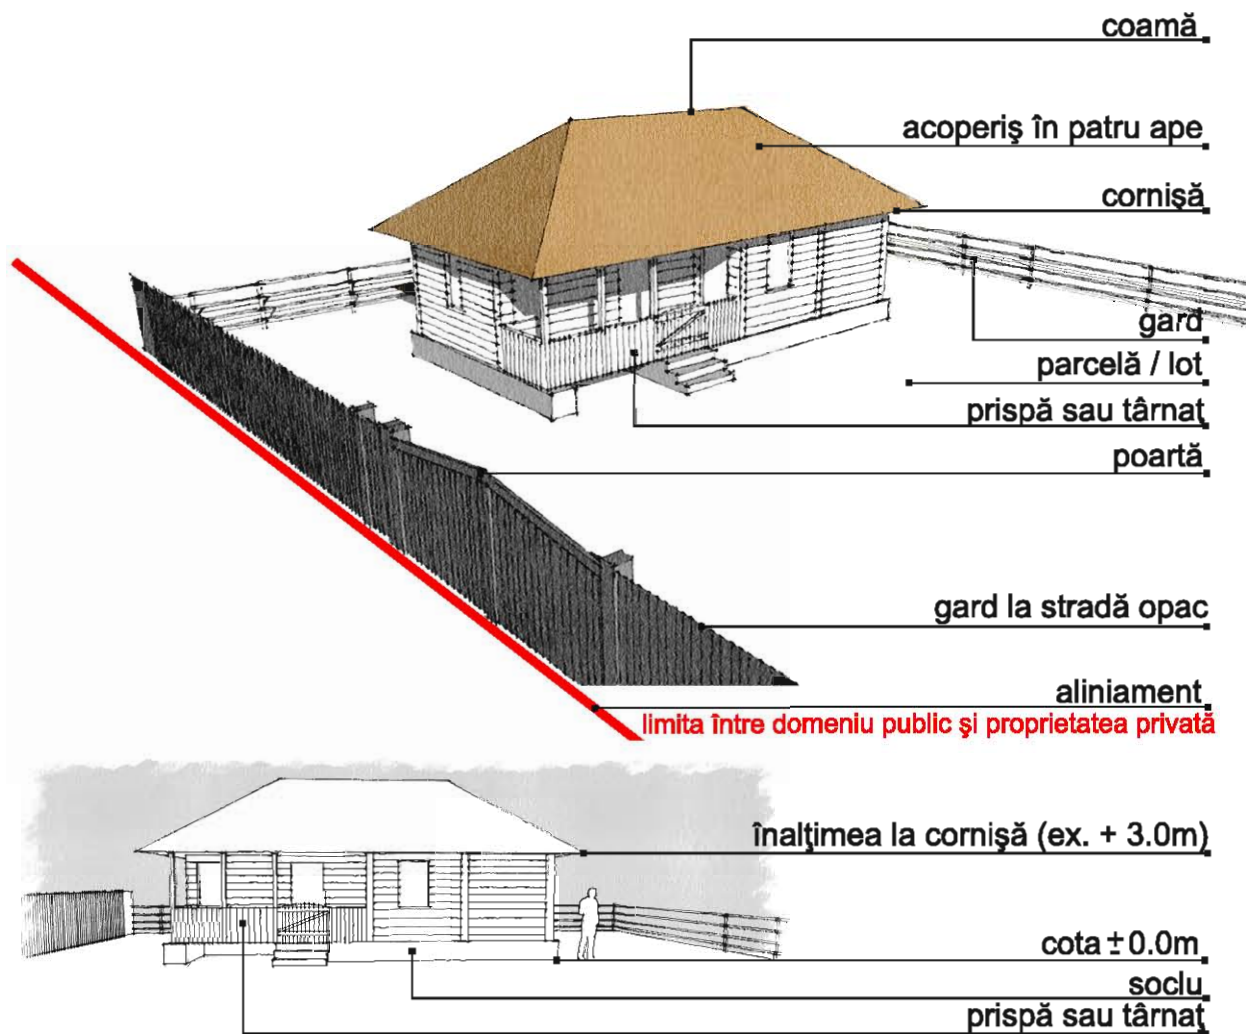 coamă
acoperiş în patru ape
cornişă
gard
parcelă / lot
prispă sau târnaţ
poartă
gard la stradă opac
aliniament
limita între domeniu public şi proprietatea privată
înalţimea la cornişă (ex. + 3.0m)
cota ± 0.0m
soclu
prispă sau târnaţ